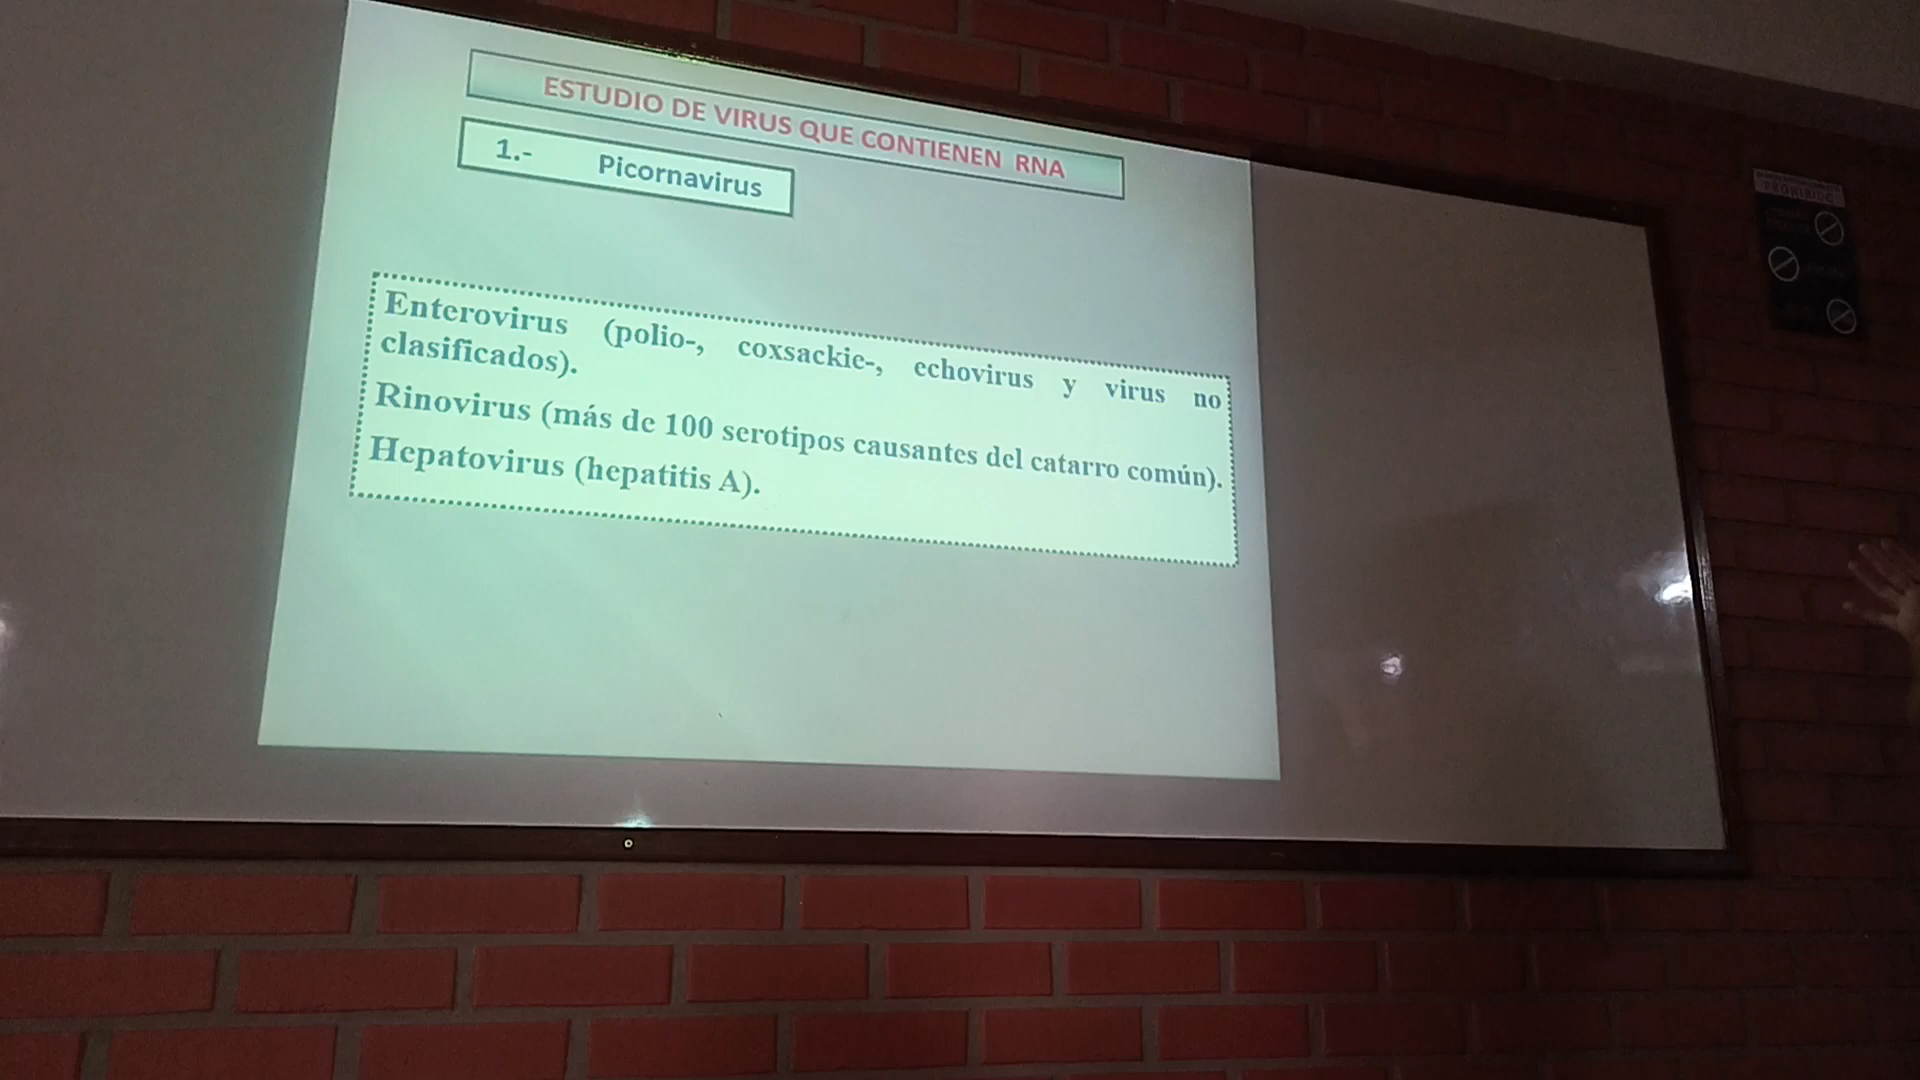 ESTUDIO DE VIRUS QUE CONTIENEN RNA
1.- Picornavirus
Enterovirus (polio-, coxsackie-, echovirus y virus no
clasificados).
Rinovirus (más de 100 serotipos causantes del catarro común).
Hepatovirus (hepatitis A).
PROHIBIDO